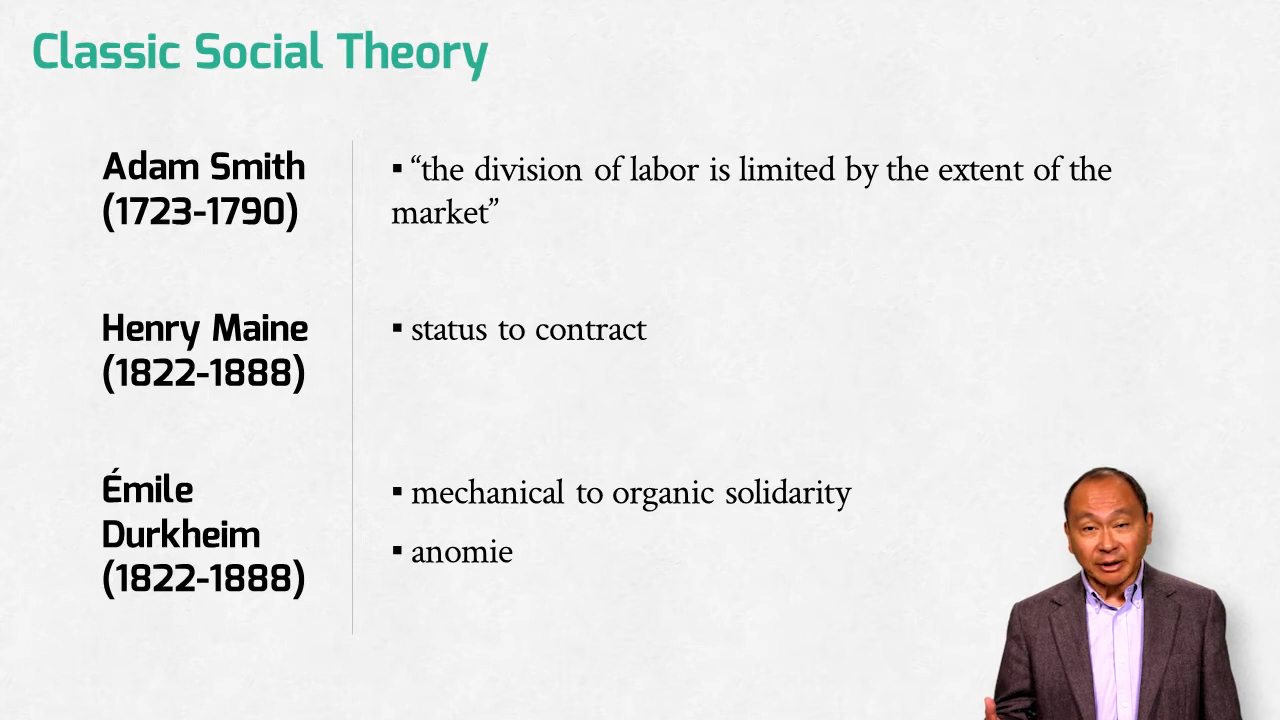 Classic Social Theory
Adam Smith
(1723-1790)
▪ “the division of labor is limited by the extent of the
market”
Henry Maine
(1822-1888)
▪ status to contract
Émile
Durkheim
(1822-1888)
▪ mechanical to organic solidarity
▪ anomie